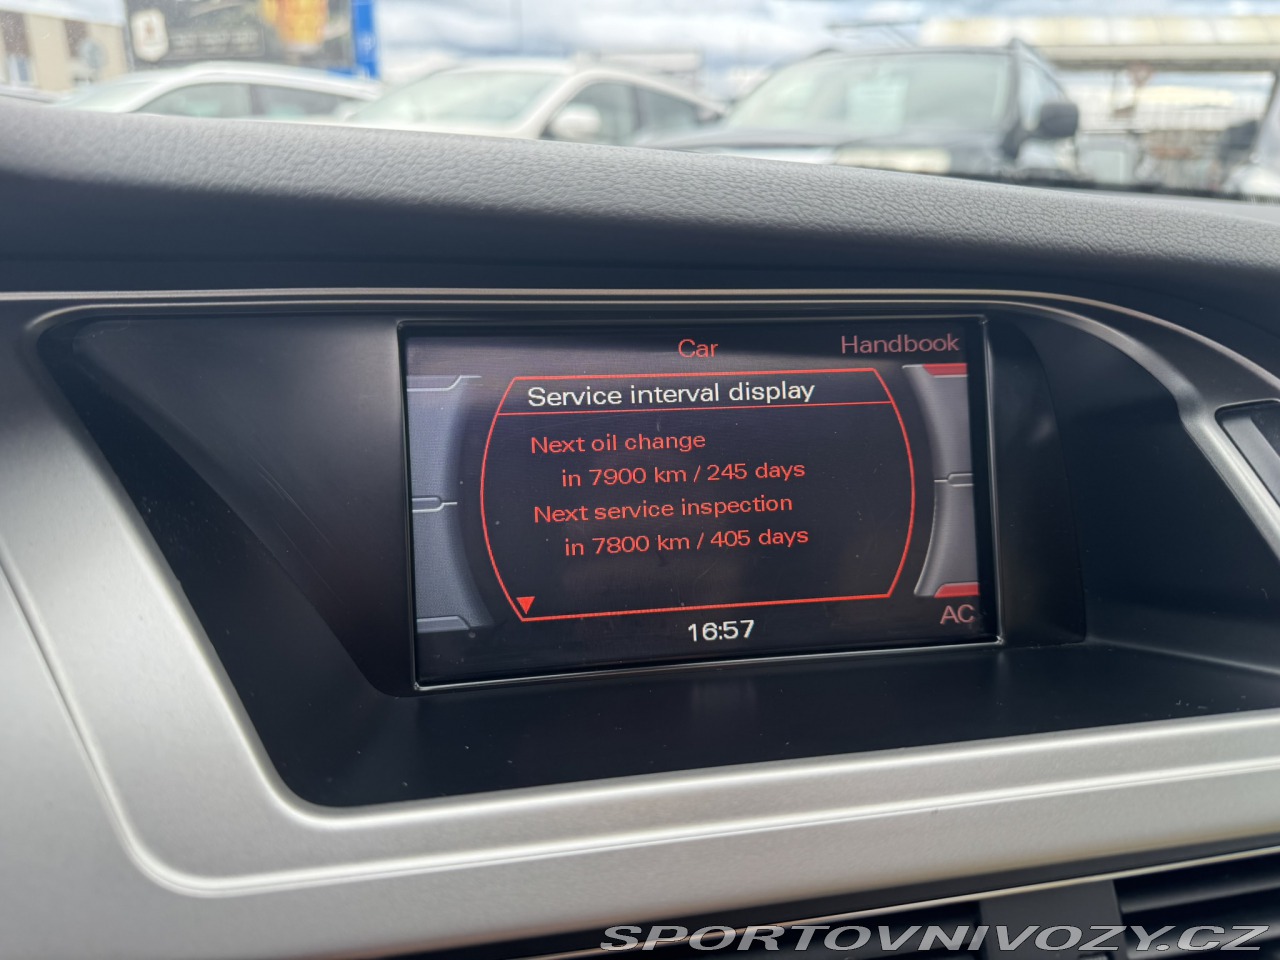 Car
Handbook
Service interval display
Next oil change
in 7900 km / 245 days
Next service inspection
in 7800 km / 405 days
AC
16:57
SPORTOVNIVOZY.CZ